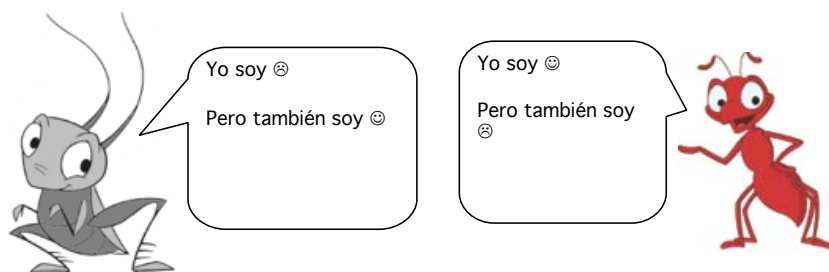 Yo soy ☹
Pero también soy ☺
Yo soy ☺
Pero también soy
☹